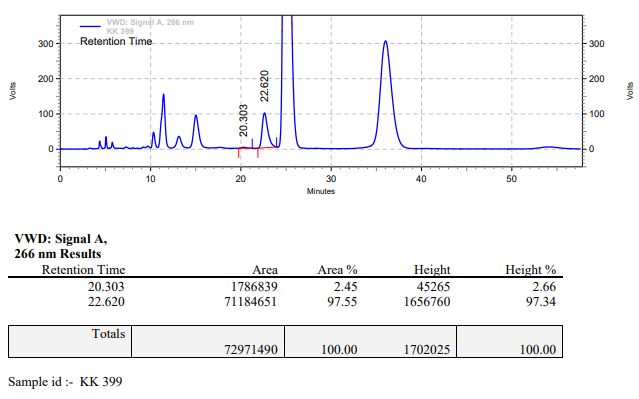 VWD: Signal A, 266 nm
KK 399
Retention Time
300
200
100
0
Volts
20.303
22.620
300
200
100
0
Volts
0 10 20 30 40 50
Minutes
VWD: Signal A,
266 nm Results
Retention Time Area Area % Height Height %
20.303 1786839 2.45 45265 2.66
22.620 71184651 97.55 1656760 97.34
Totals
72971490 100.00 1702025 100.00
Sample id :- KK 399